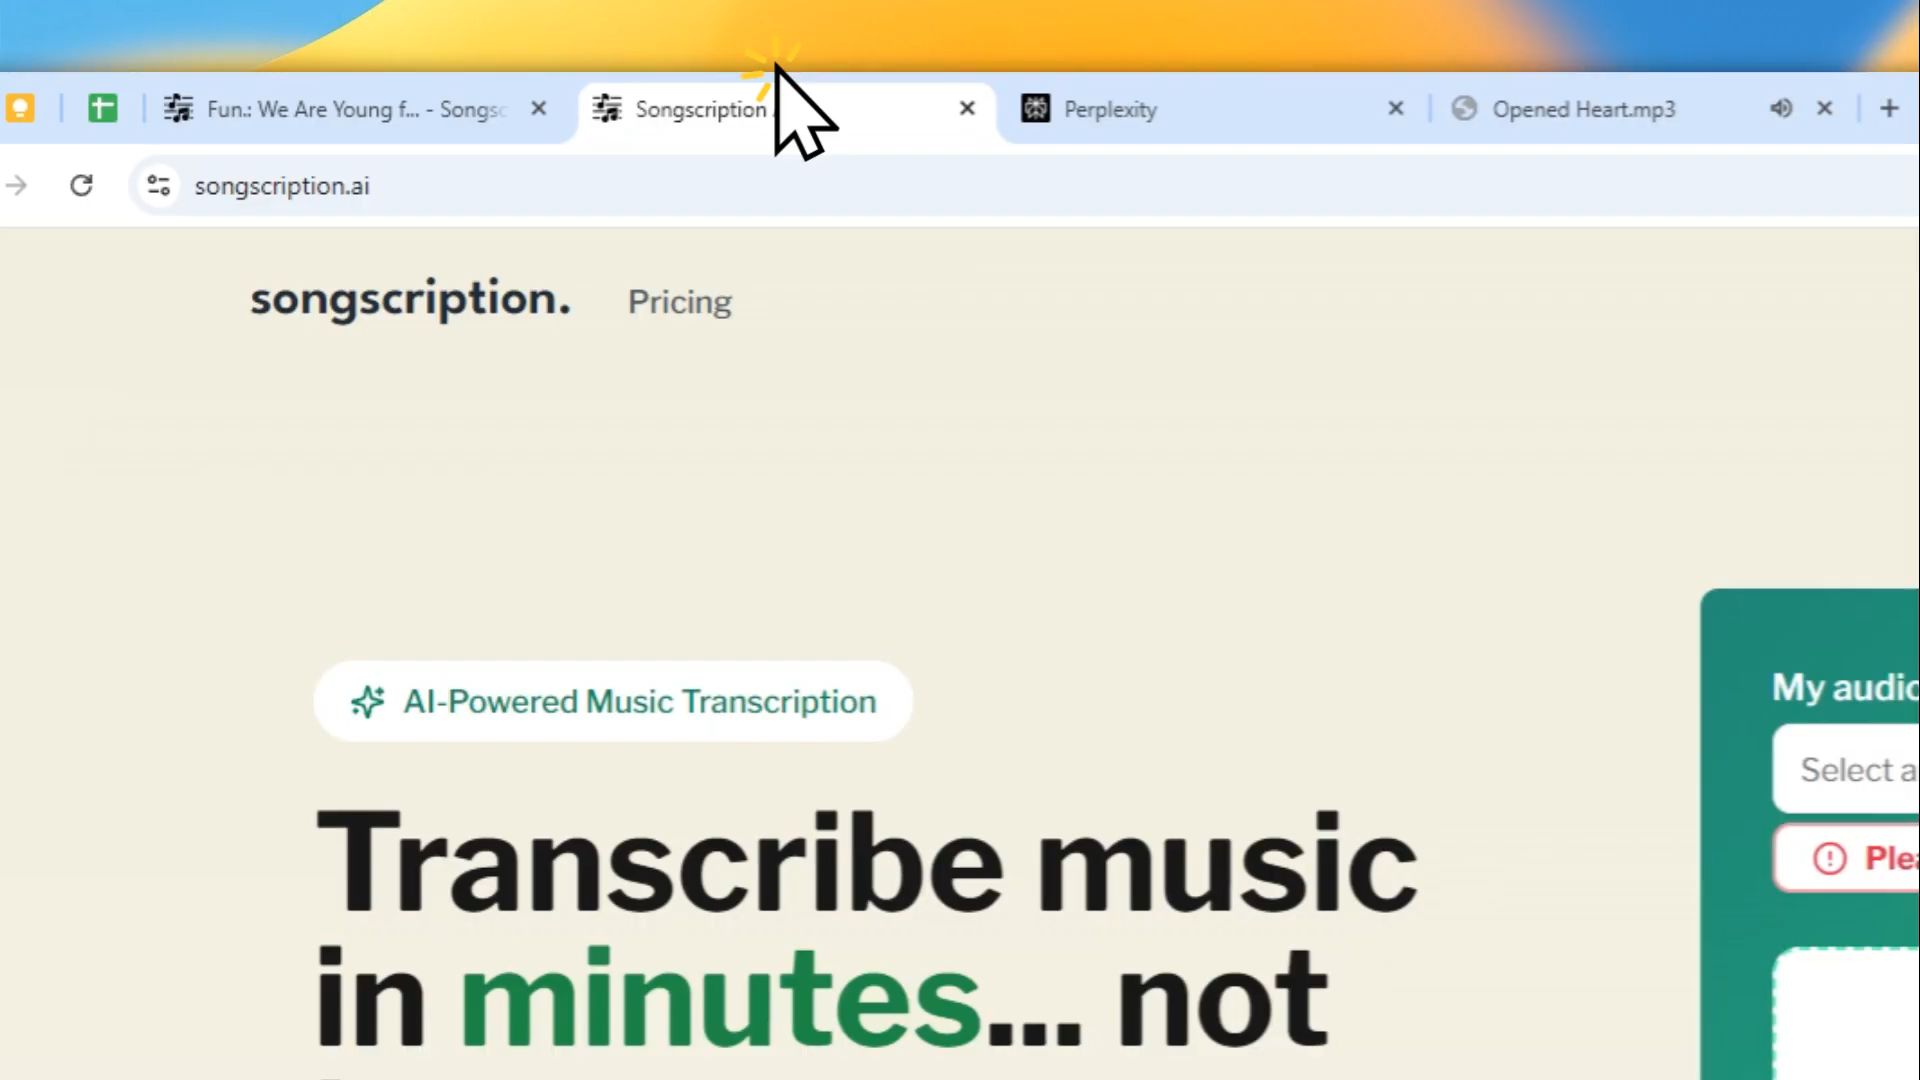 Fun.: We Are Young f... - Songsc
Songscription
Perplexity
Opened Heart.mp3
songscription.ai
songscription.
Pricing
AI-Powered Music Transcription
Transcribe music
in minutes... not
My audio
Select a